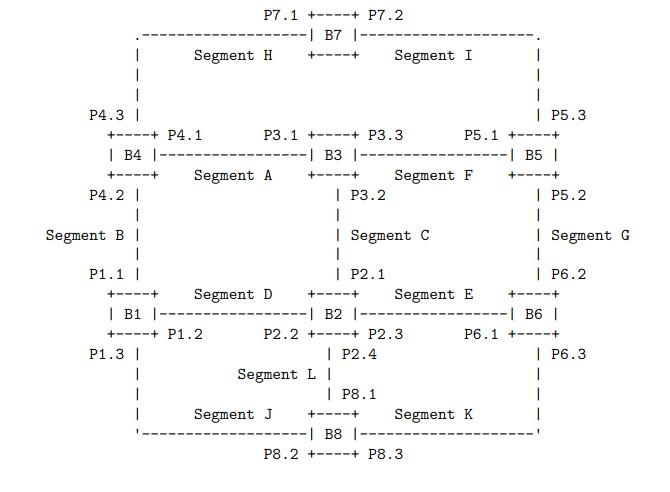 P7.1 +----+ P7.2
.-----------------| B7 |------------------.
| Segment H +----+ Segment I |
| |
| |
P4.3 | | P5.3
+----+ P4.1 P3.1 +----+ P3.3 P5.1 +----+
| B4 |---------------| B3 |---------------| B5 |
+----+ Segment A +----+ Segment F +----+
P4.2 | | P3.2 | P5.2
| | |
Segment B | | Segment C | Segment G
| | |
P1.1 | | P2.1 | P6.2
+----+ Segment D +----+ Segment E +----+
| B1 |---------------| B2 |---------------| B6 |
+----+ P1.2 P2.2 +----+ P2.3 P6.1 +----+
P1.3 | | P2.4 | P6.3
| Segment L | |
| | P8.1 |
| Segment J +----+ Segment K |
'-----------------| B8 |------------------'
P8.2 +----+ P8.3